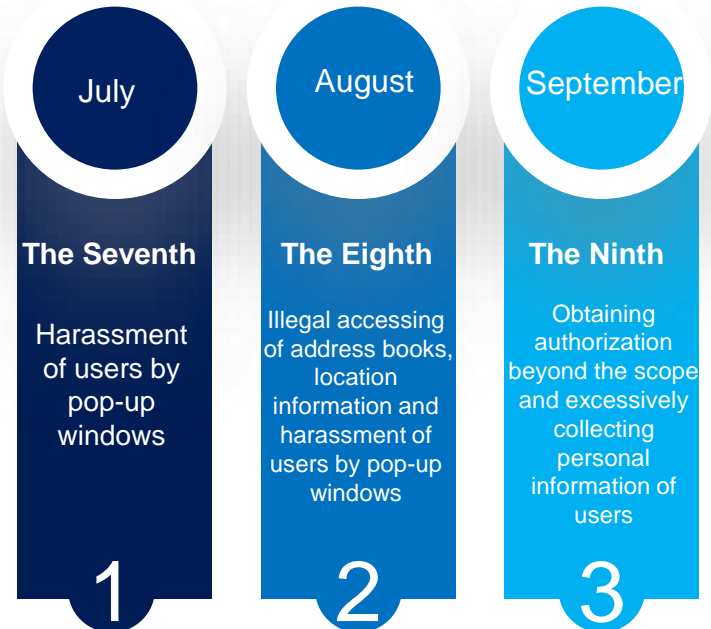 July
The Seventh
Harassment
of users by
pop-up
windows
1
August
The Eighth
Illegal accessing
of address books,
location
information and
harassment of
users by pop-up
windows
2
September
The Ninth
Obtaining
authorization
beyond the scope
and excessively
collecting
personal
information of
users
3